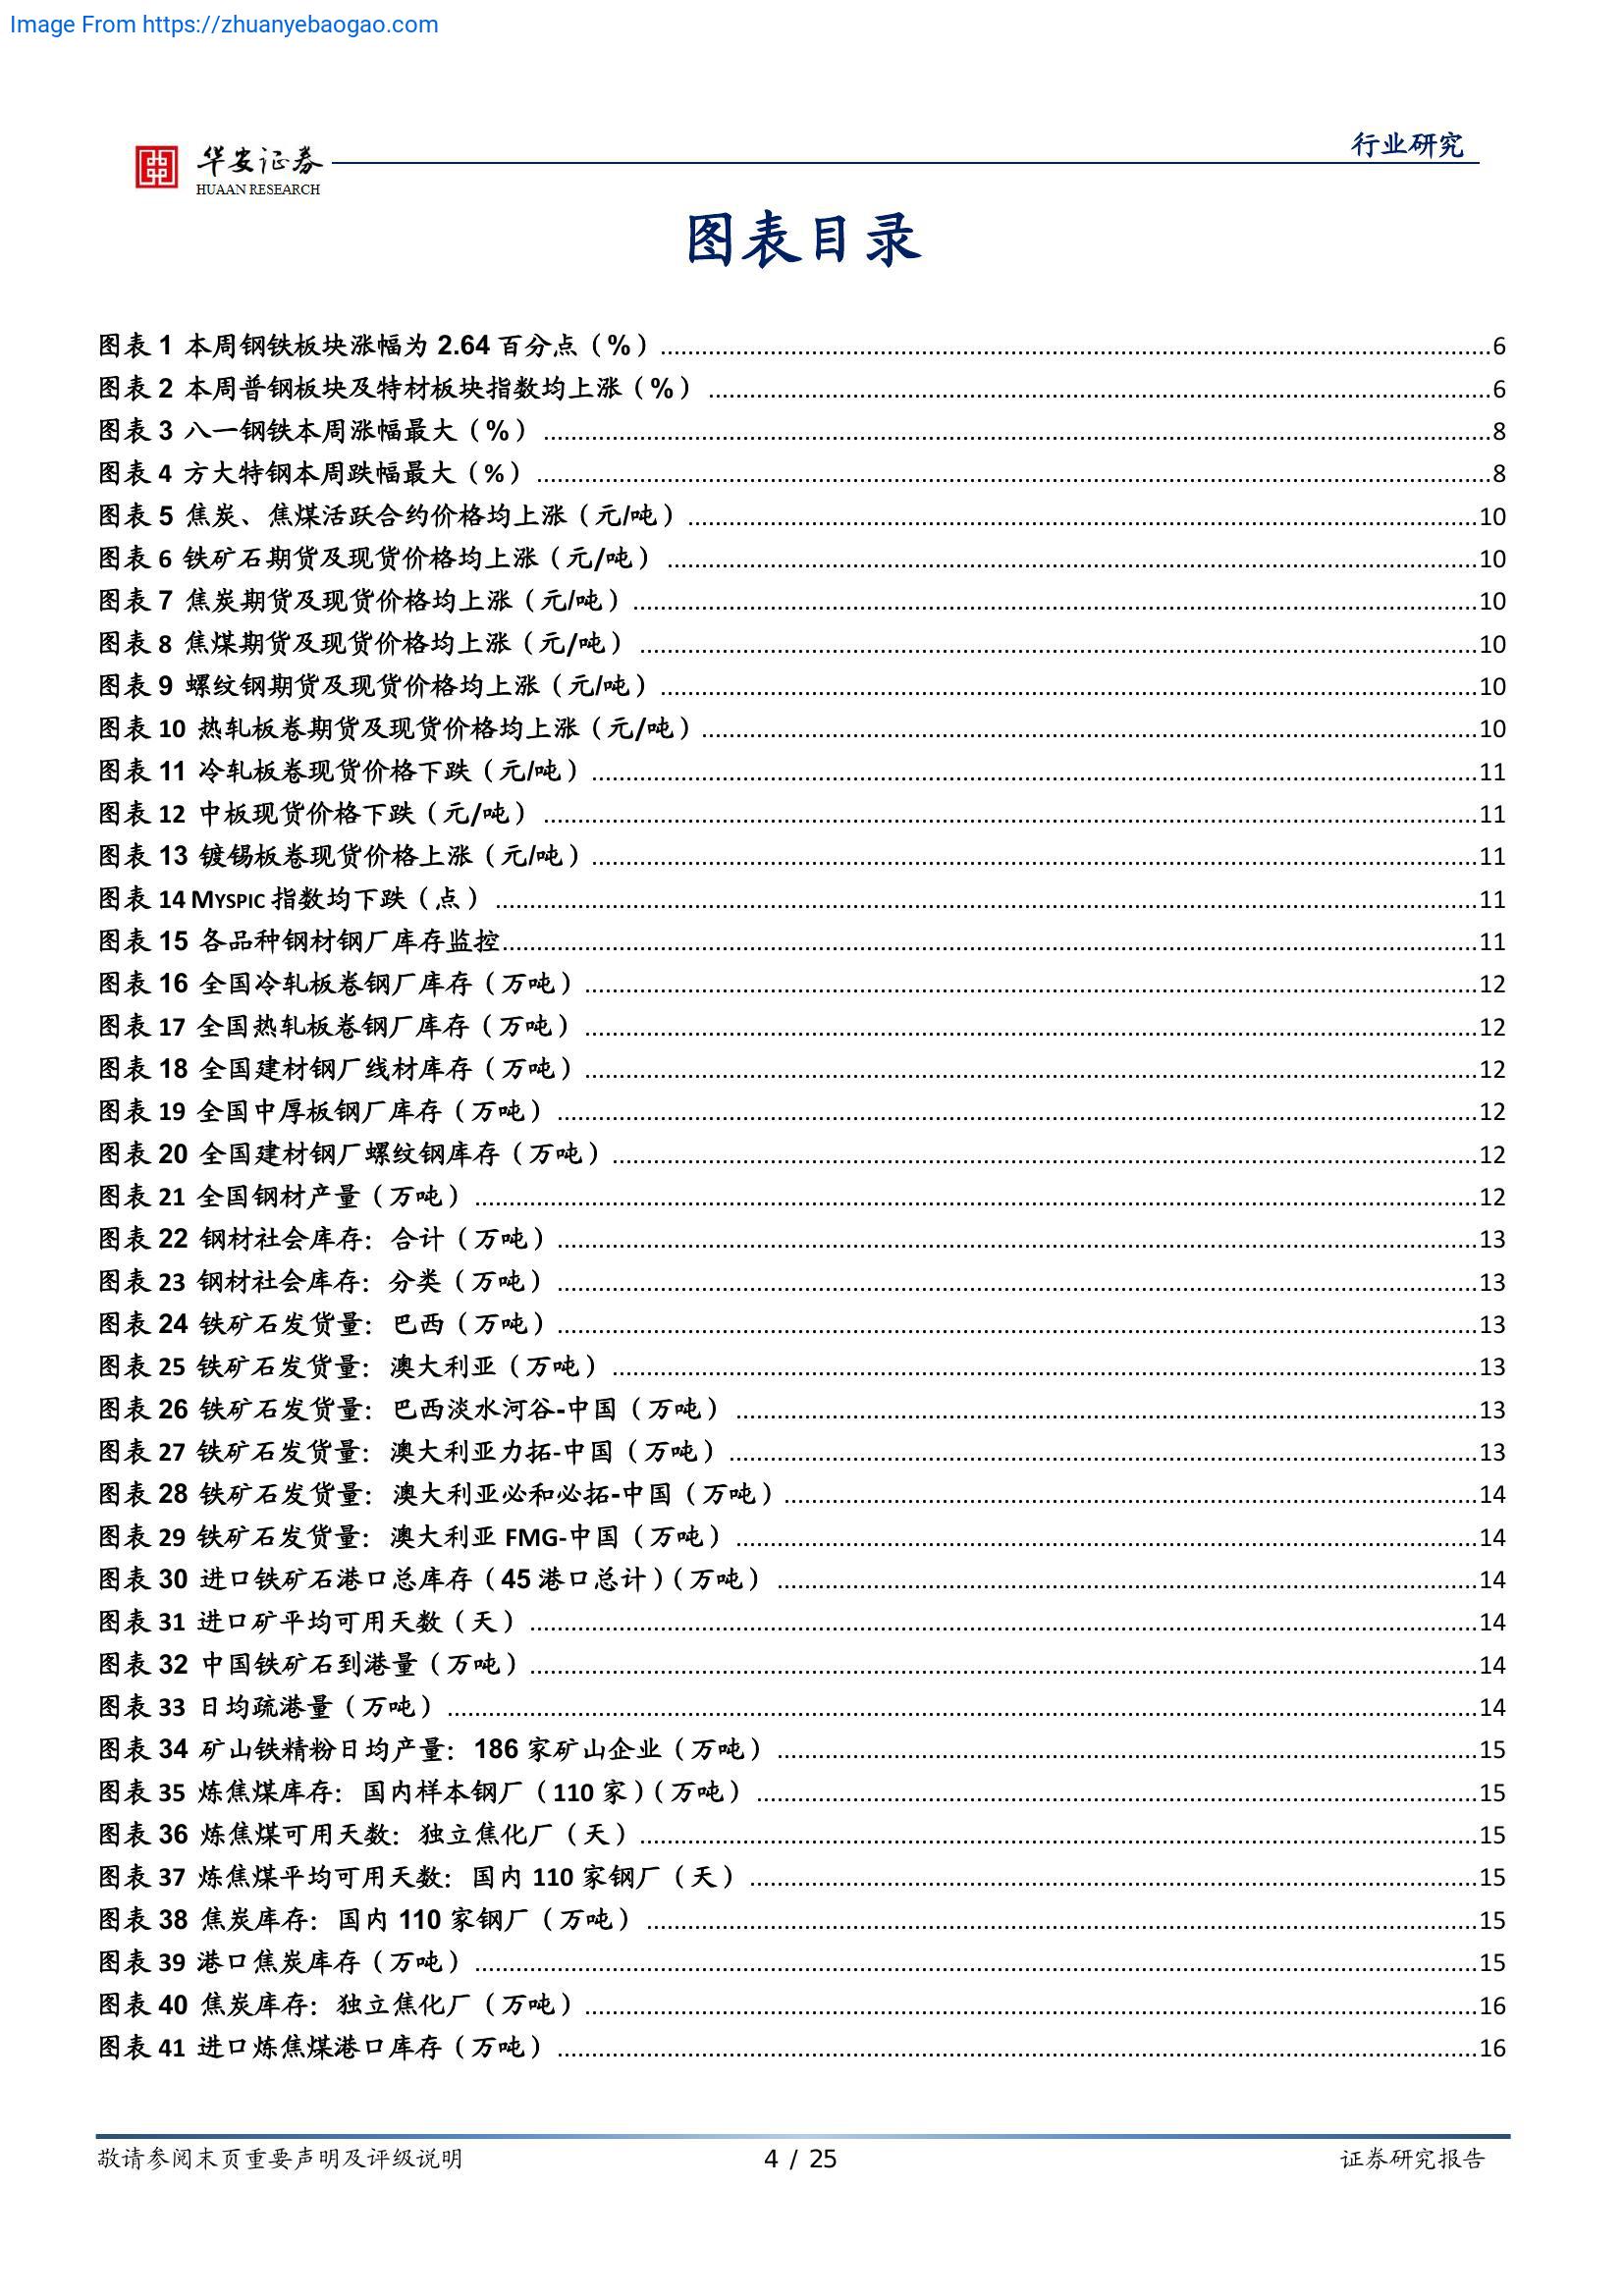 Image From https://zhuanyebaogao.com
行业研究
华安证券
HUAAN RESEARCH
图表目录
图表 1 本周钢铁板块涨幅为 2.64 百分点（%）6
图表 2 本周普钢板块及特材板块指数均上涨（%）6
图表 3 八一钢铁本周涨幅最大（%）8
图表 4 方大特钢本周跌幅最大（%）8
图表 5 焦炭、焦煤活跃合约价格均上涨（元/吨）10
图表 6 铁矿石期货及现货价格均上涨（元/吨）10
图表 7 焦炭期货及现货价格均上涨（元/吨）10
图表 8 焦煤期货及现货价格均上涨（元/吨）10
图表 9 螺纹钢期货及现货价格均上涨（元/吨）10
图表 10 热轧板卷期货及现货价格均上涨（元/吨）10
图表 11 冷轧板卷现货价格下跌（元/吨）11
图表 12 中板现货价格下跌（元/吨）11
图表 13 镀锡板卷现货价格上涨（元/吨）11
图表 14 MYSPIC 指数均下跌（点）11
图表 15 各品种钢材钢厂库存监控11
图表 16 全国冷轧板卷钢厂库存（万吨）12
图表 17 全国热轧板卷钢厂库存（万吨）12
图表 18 全国建材钢厂线材库存（万吨）12
图表 19 全国中厚板钢厂库存（万吨）12
图表 20 全国建材钢厂螺纹钢库存（万吨）12
图表 21 全国钢材产量（万吨）12
图表 22 钢材社会库存：合计（万吨）13
图表 23 钢材社会库存：分类（万吨）13
图表 24 铁矿石发货量：巴西（万吨）13
图表 25 铁矿石发货量：澳大利亚（万吨）13
图表 26 铁矿石发货量：巴西淡水河谷-中国（万吨）13
图表 27 铁矿石发货量：澳大利亚力拓-中国（万吨）13
图表 28 铁矿石发货量：澳大利亚必和必拓-中国（万吨）14
图表 29 铁矿石发货量：澳大利亚 FMG-中国（万吨）14
图表 30 进口铁矿石港口总库存（45 港口总计）（万吨）14
图表 31 进口矿平均可用天数（天）14
图表 32 中国铁矿石到港量（万吨）14
图表 33 日均疏港量（万吨）14
图表 34 矿山铁精粉日均产量：186 家矿山企业（万吨）15
图表 35 炼焦煤库存：国内样本钢厂（110 家）（万吨）15
图表 36 炼焦煤可用天数：独立焦化厂（天）15
图表 37 炼焦煤平均可用天数：国内 110 家钢厂（天）15
图表 38 焦炭库存：国内 110 家钢厂（万吨）15
图表 39 港口焦炭库存（万吨）15
图表 40 焦炭库存：独立焦化厂（万吨）16
图表 41 进口炼焦煤港口库存（万吨）16
敬请参阅末页重要声明及评级说明 4 / 25 证券研究报告